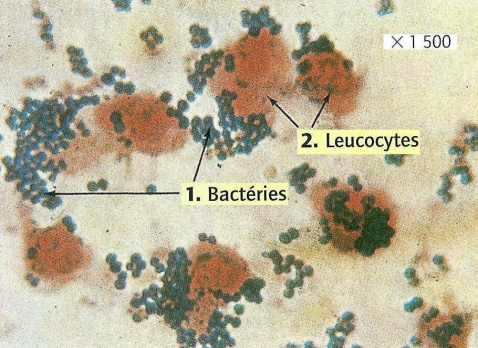 × 1 500
2. Leucocytes
1. Bactéries